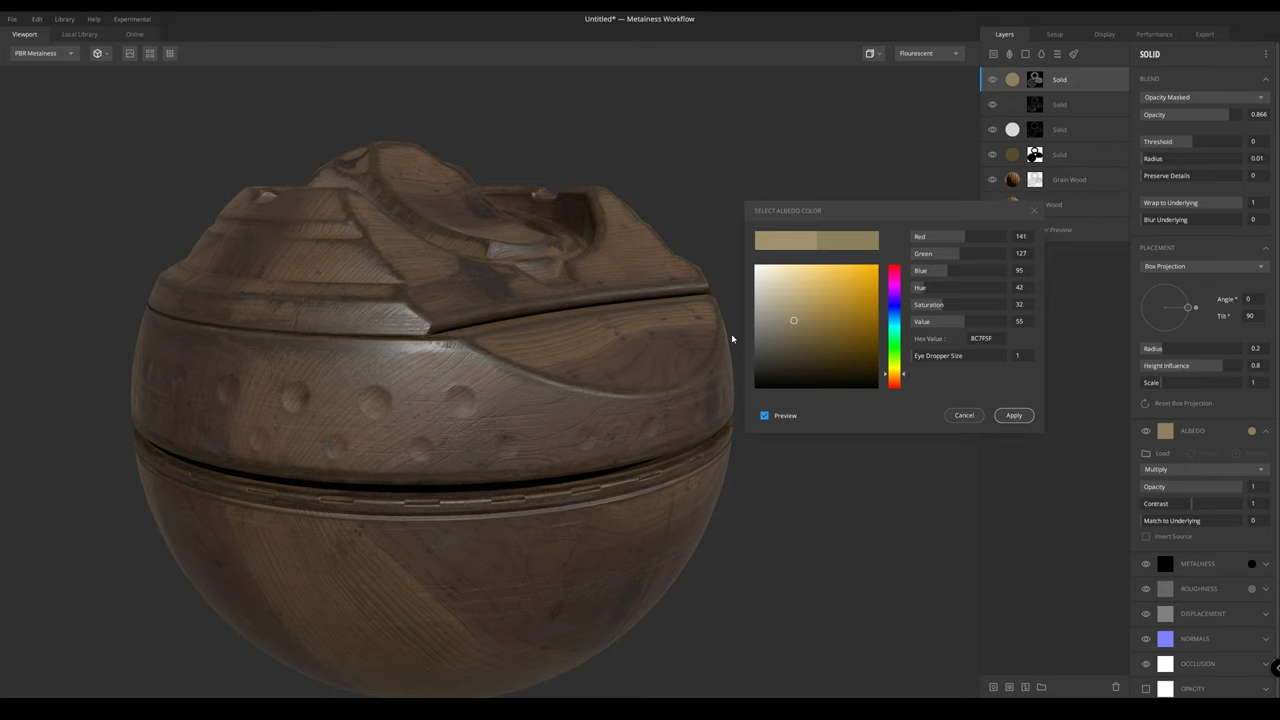 File Edit Library Help Experimental
Untitled* — Metalness Workflow
Viewport Local Library Online
Layers Setup Display Performance Export
PBR Metalness
Flourescent
SOLID
BLEND
Solid
Opacity Masked
Solid
Opacity 0.866
Solid
Threshold 0
Solid
Radius 0.01
Grain Wood
Preserve Details 0
Wood
Wrap to Underlying 1
Blur Underlying 0
Preview
SELECT ALBEDO COLOR
Red 141
Green 127
Blue 95
Hue 42
Saturation 32
Value 55
Hex Value : 8C7F5F
Eye Dropper Size 1
Preview
Cancel Apply
PLACEMENT
Box Projection
Angle ° 0
Tilt ° 90
Radius 0.2
Height Influence 0.8
Scale 1
Reset Box Projection
ALBEDO
Load
Multiply
Opacity 1
Contrast 1
Match to Underlying 0
Invert Source
METALNESS
ROUGHNESS
DISPLACEMENT
NORMALS
OCCLUSION
OPACITY